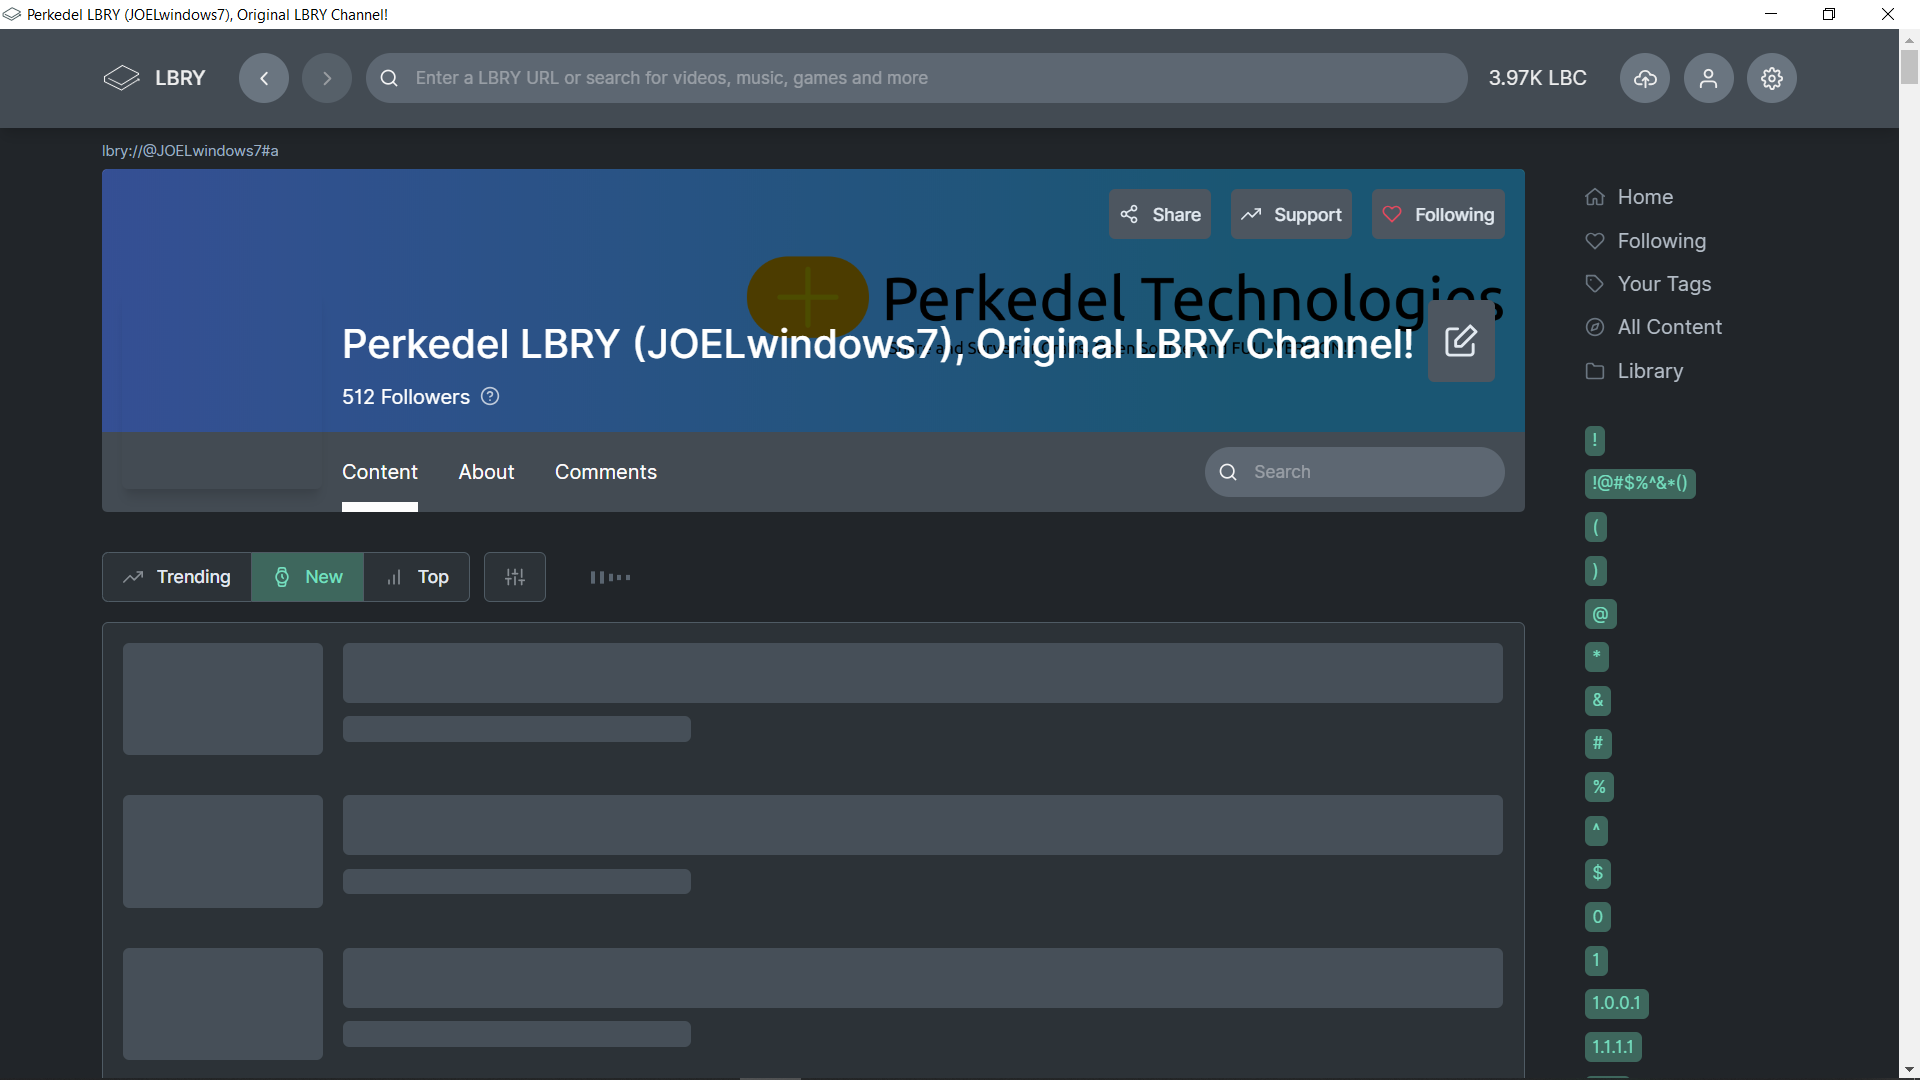 Perkedel LBRY (JOELwindows7), Original LBRY Channel!
LBRY
Enter a LBRY URL or search for videos, music, games and more
3.97K LBC
lbry://@JOELwindows7#a
Share
Support
Following
Perkedel Technologies
Perkedel LBRY (JOELwindows7), Original LBRY Channel!
512 Followers
Content
About
Comments
Search
Trending
New
Top
Home
Following
Your Tags
All Content
Library
!
!@#$%^&*()
(
)
@
*
&
#
%
^
$
0
1
1.0.0.1
1.1.1.1